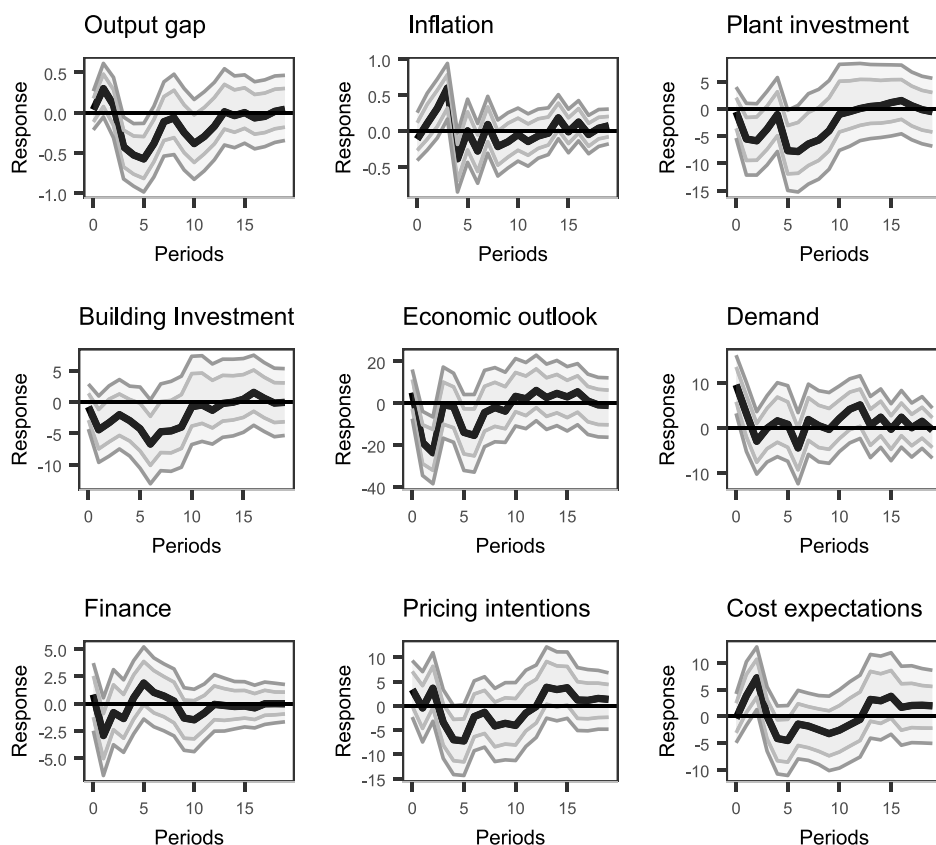 Output gap
Inflation
Plant investment
Response
0.5
0.0
-0.5
-1.0
0 5 10 15
Periods
Response
1.0
0.5
0.0
-0.5
0 5 10 15
Periods
Response
5
0
-5
-10
-15
0 5 10 15
Periods
Building Investment
Economic outlook
Demand
Response
5
0
-5
-10
0 5 10 15
Periods
Response
20
0
-20
-40
0 5 10 15
Periods
Response
10
0
-10
0 5 10 15
Periods
Finance
Pricing intentions
Cost expectations
Response
5.0
2.5
0.0
-2.5
-5.0
0 5 10 15
Periods
Response
10
5
0
-5
-10
-15
0 5 10 15
Periods
Response
10
5
0
-5
-10
0 5 10 15
Periods